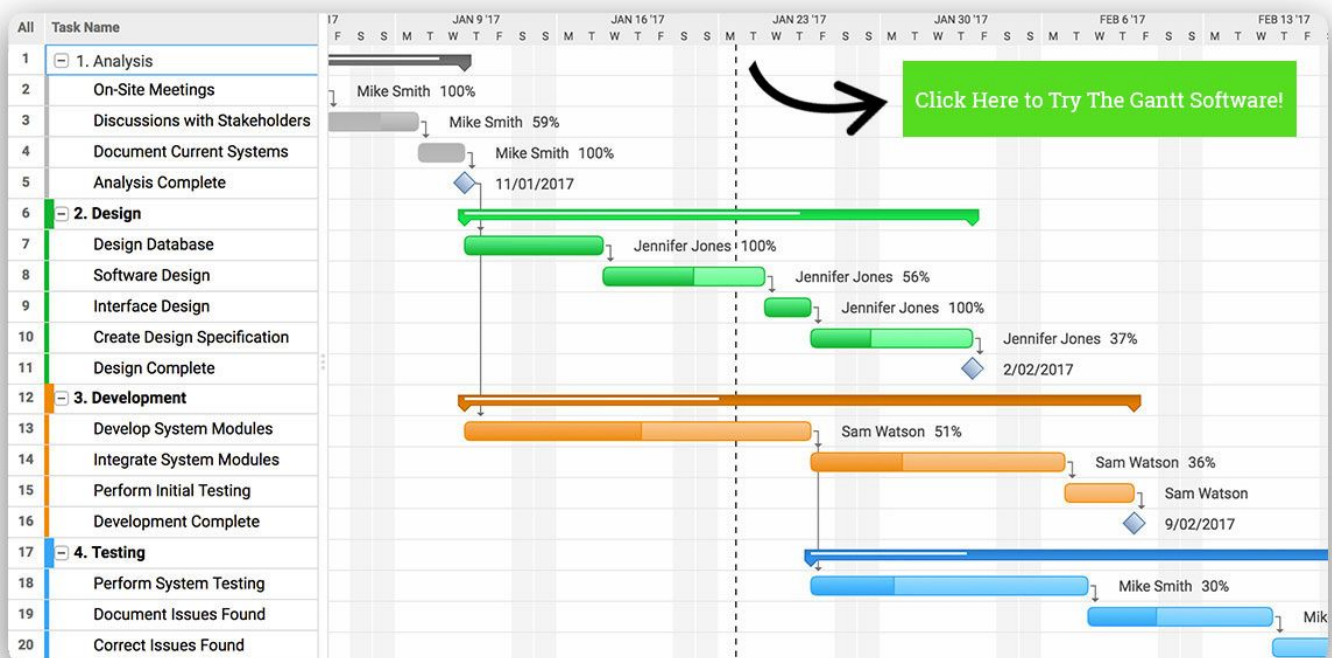 All Task Name 17 JAN 9 '17 JAN 16 '17 JAN 23 '17 JAN 30 '17 FEB 6 '17 FEB 13 '17
F S S M T W T F S S M T W T F S S M T W T F S S M T W T F S S M T W T F S S M T W T F
1 1. Analysis
2 On-Site Meetings Mike Smith 100%
Click Here to Try The Gantt Software!
3 Discussions with Stakeholders Mike Smith 59%
4 Document Current Systems Mike Smith 100%
5 Analysis Complete 11/01/2017
6 2. Design
7 Design Database Jennifer Jones 100%
8 Software Design Jennifer Jones 56%
9 Interface Design Jennifer Jones 100%
10 Create Design Specification Jennifer Jones 37%
11 Design Complete 2/02/2017
12 3. Development
13 Develop System Modules Sam Watson 51%
14 Integrate System Modules Sam Watson 36%
15 Perform Initial Testing Sam Watson
16 Development Complete 9/02/2017
17 4. Testing
18 Perform System Testing Mike Smith 30%
19 Document Issues Found Mik
20 Correct Issues Found